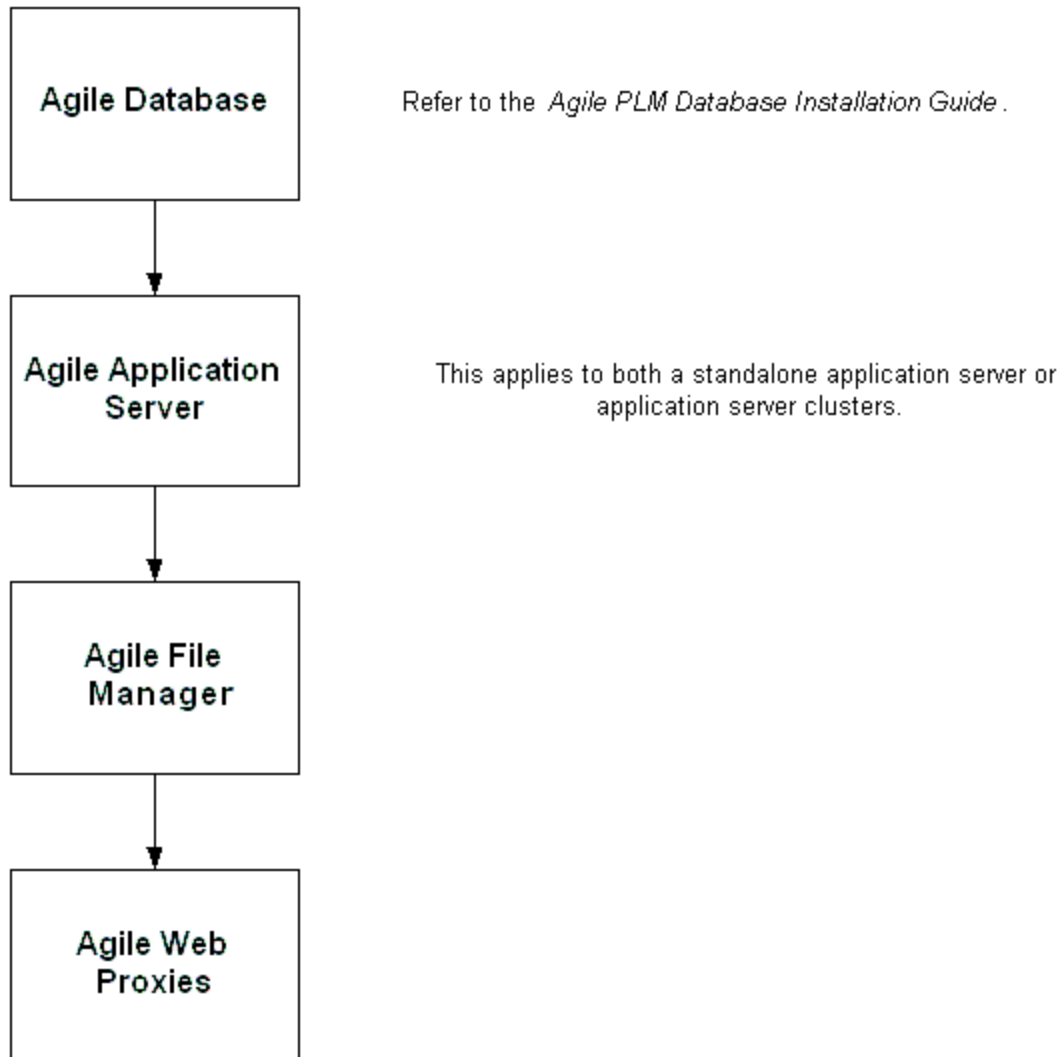 Agile Database
Refer to the Agile PLM Database Installation Guide .
Agile Application
Server
This applies to both a standalone application server or
application server clusters.
Agile File
Manager
Agile Web
Proxies